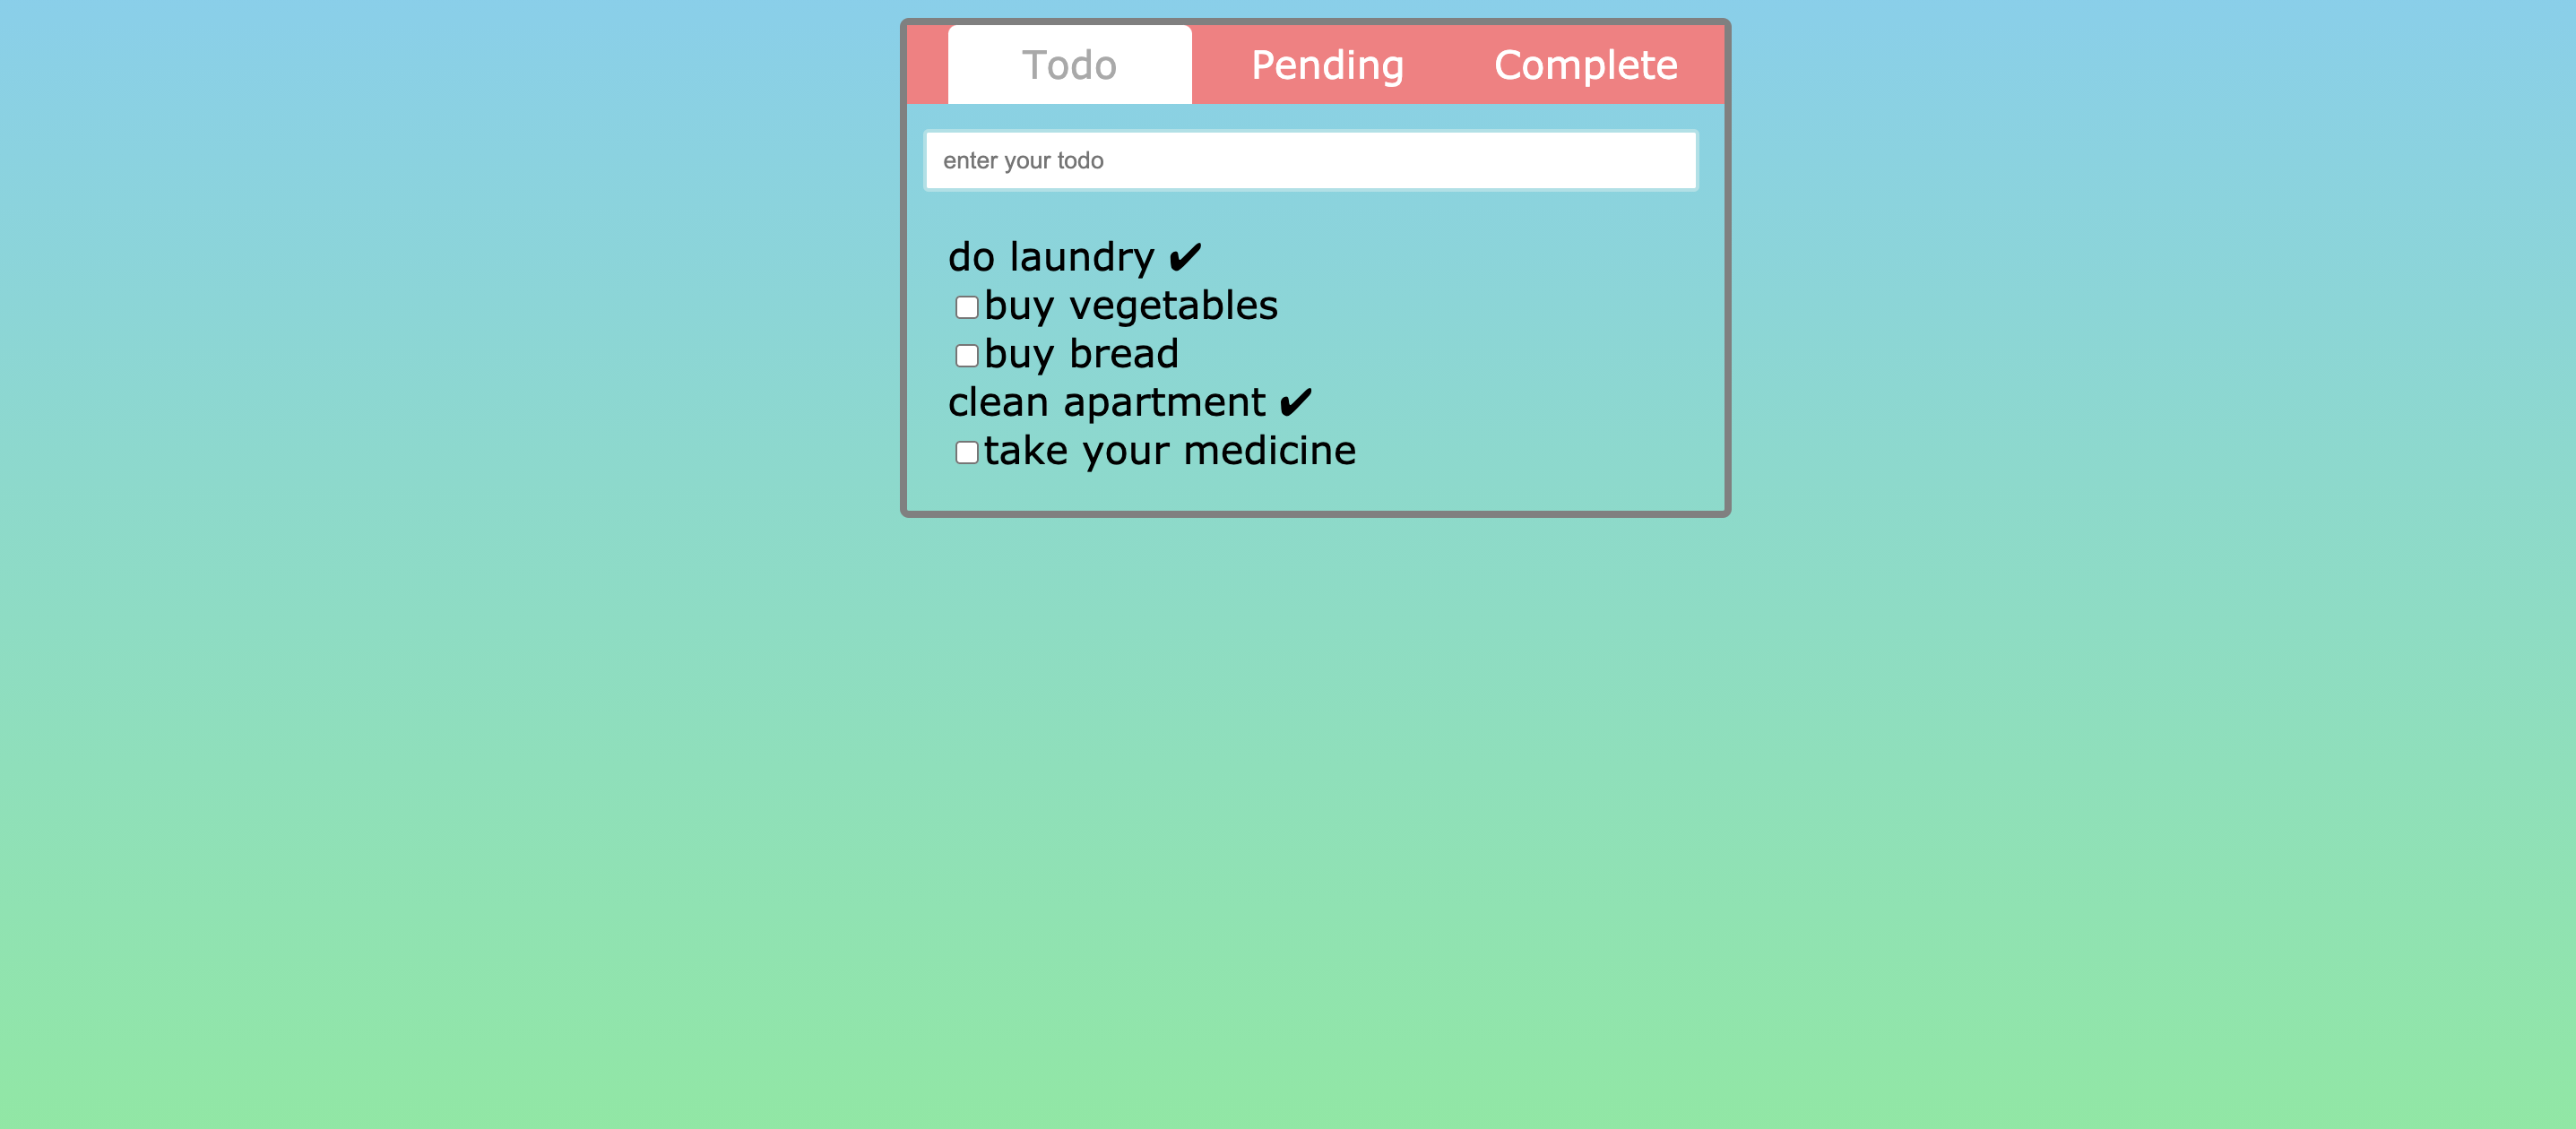 Todo Pending Complete
enter your todo
do laundry ✔
buy vegetables
buy bread
clean apartment ✔
take your medicine